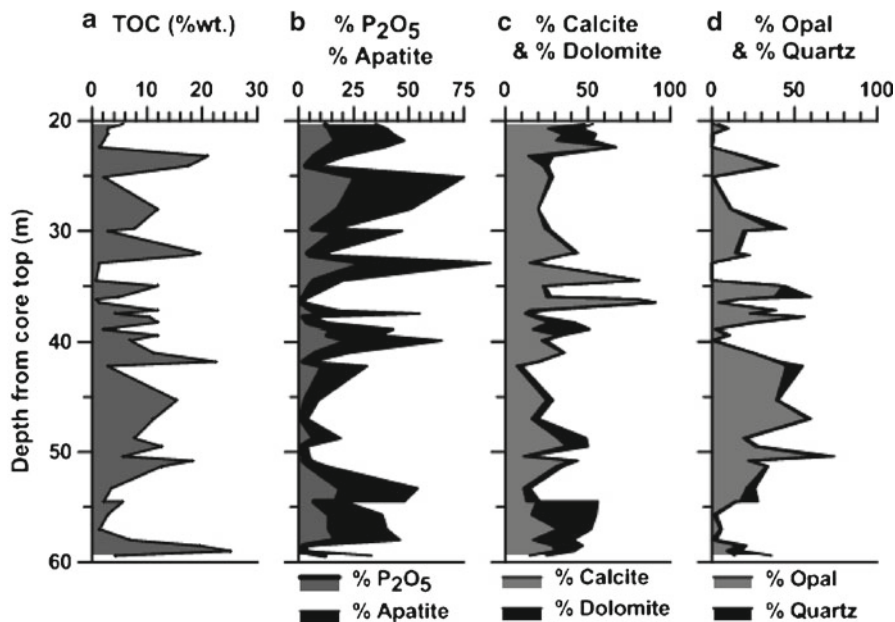 a TOC (%wt.)
b % P₂O₅
% Apatite
c % Calcite
& % Dolomite
d % Opal
& % Quartz
0 10 20 30
0 25 50 75
0 50 100
0 50 100
Depth from core top (m)
20
30
40
50
60
% P₂O₅
% Apatite
% Calcite
% Dolomite
% Opal
% Quartz